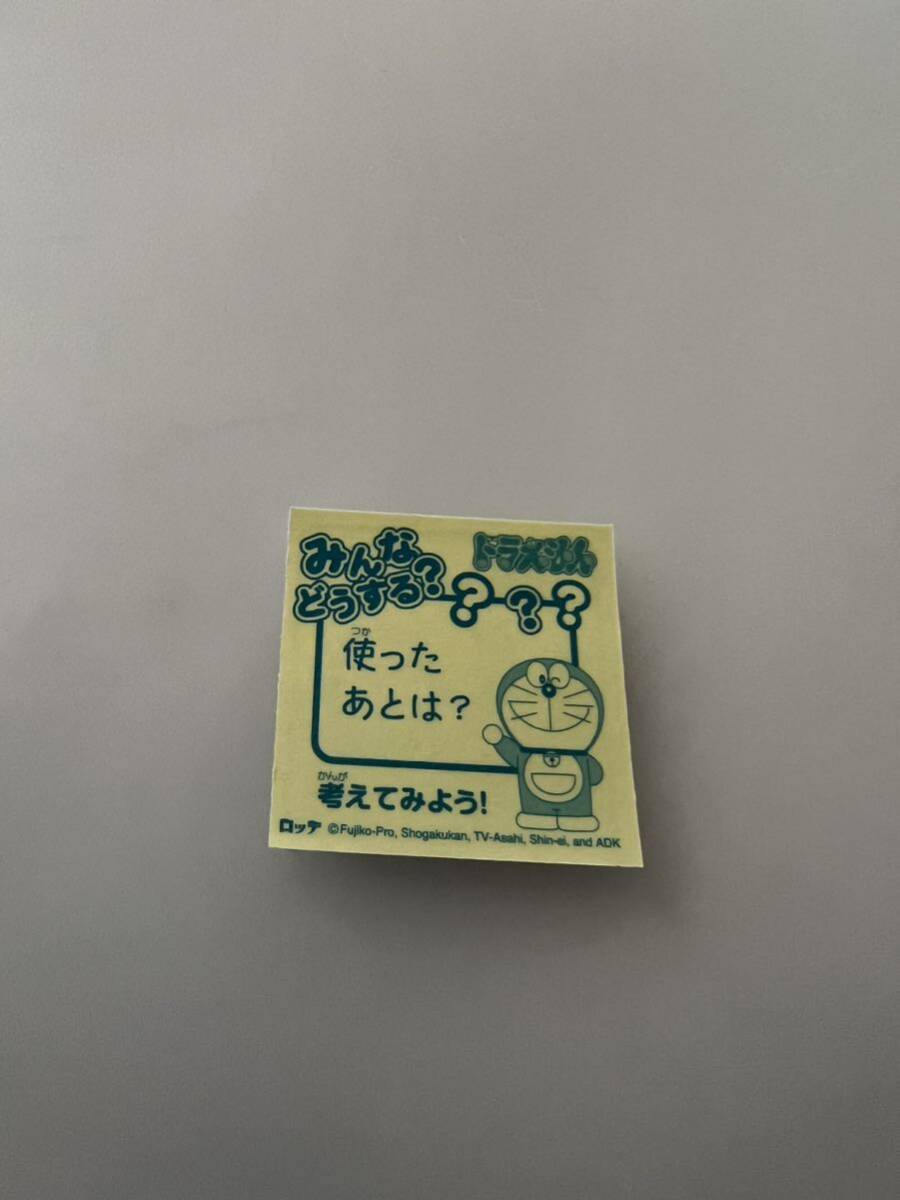 みんな
どうする?
ドラえもん
???
つか
使った
あとは?
かんが
考えてみよう!
ロッテ ©Fujiko-Pro, Shogakukan, TV-Asahi, Shin-ei, and ADK